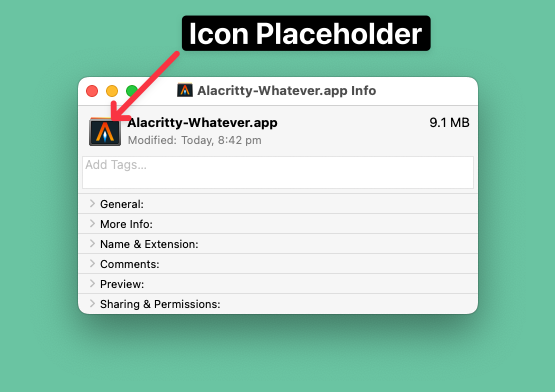 Icon Placeholder
Alacritty-Whatever.app Info
Alacritty-Whatever.app 9.1 MB
Modified: Today, 8:42 pm
Add Tags...
General:
More Info:
Name & Extension:
Comments:
Preview:
Sharing & Permissions: